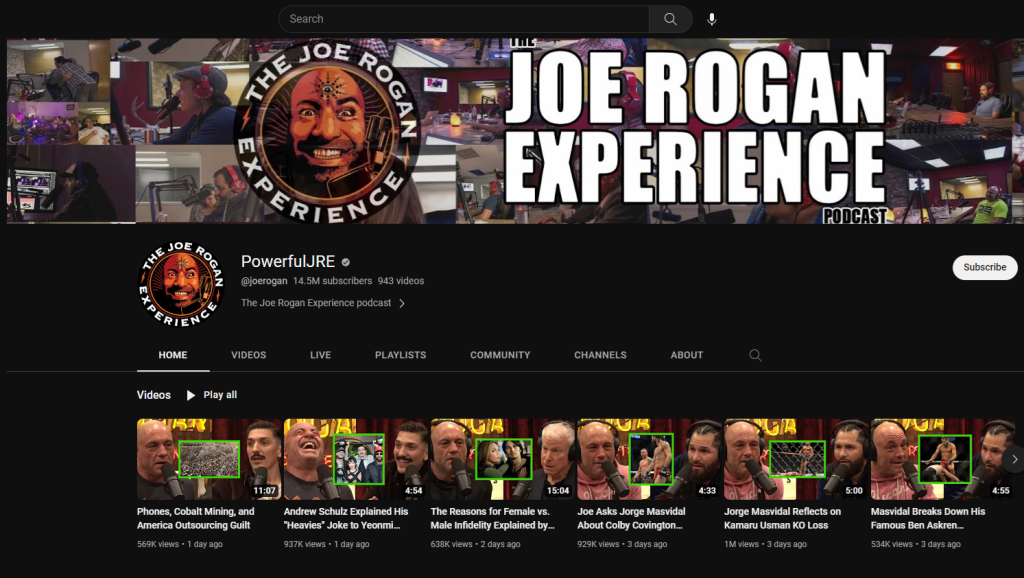 Search
THE
JOE ROGAN
EXPERIENCE
PODCAST
THE JOE ROGAN
EXPERIENCE
THE JOE ROGAN
EXPERIENCE
PowerfulJRE
@joerogan 14.5M subscribers 943 videos
The Joe Rogan Experience podcast
Subscribe
HOME VIDEOS LIVE PLAYLISTS COMMUNITY CHANNELS ABOUT
Videos Play all
11:07
4:54
15:04
4:33
5:00
4:55
Phones, Cobalt Mining, and
America Outsourcing Guilt
569K views • 1 day ago
Andrew Schulz Explained His
"Heavies" Joke to Yeonmi...
937K views • 1 day ago
The Reasons for Female vs.
Male Infidelity Explained by...
638K views • 2 days ago
Joe Asks Jorge Masvidal
About Colby Covington...
929K views • 3 days ago
Jorge Masvidal Reflects on
Kamaru Usman KO Loss
1M views • 3 days ago
Masvidal Breaks Down His
Famous Ben Askren...
534K views • 3 days ago